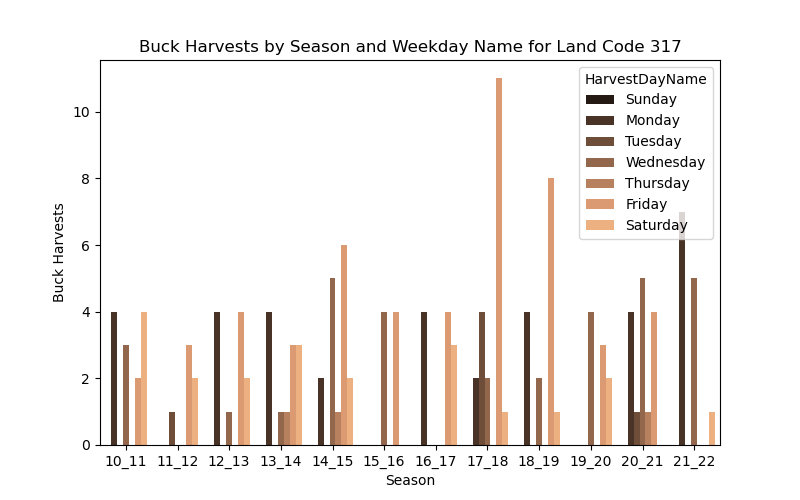 Buck Harvests by Season and Weekday Name for Land Code 317
HarvestDayName
Sunday
Monday
Tuesday
Wednesday
Thursday
Friday
Saturday
Buck Harvests
10
8
6
4
2
0
10_11 11_12 12_13 13_14 14_15 15_16 16_17 17_18 18_19 19_20 20_21 21_22
Season